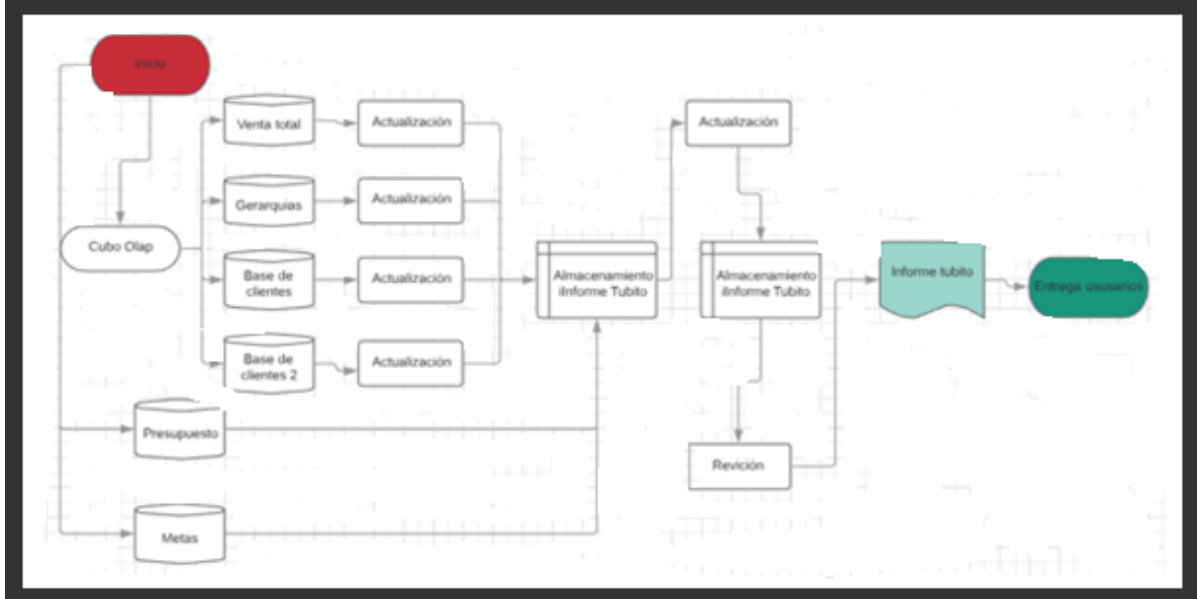 Inicio
Venta total
Actualización
Actualización
Gerarquias
Actualización
Cubo Olap
Base de
clientes
Actualización
Almacenamiento
iInforme Tubito
Almacenamiento
iInforme Tubito
Informe tubito
Entrega ususarios
Base de
clientes 2
Actualización
Presupuesto
Revición
Metas